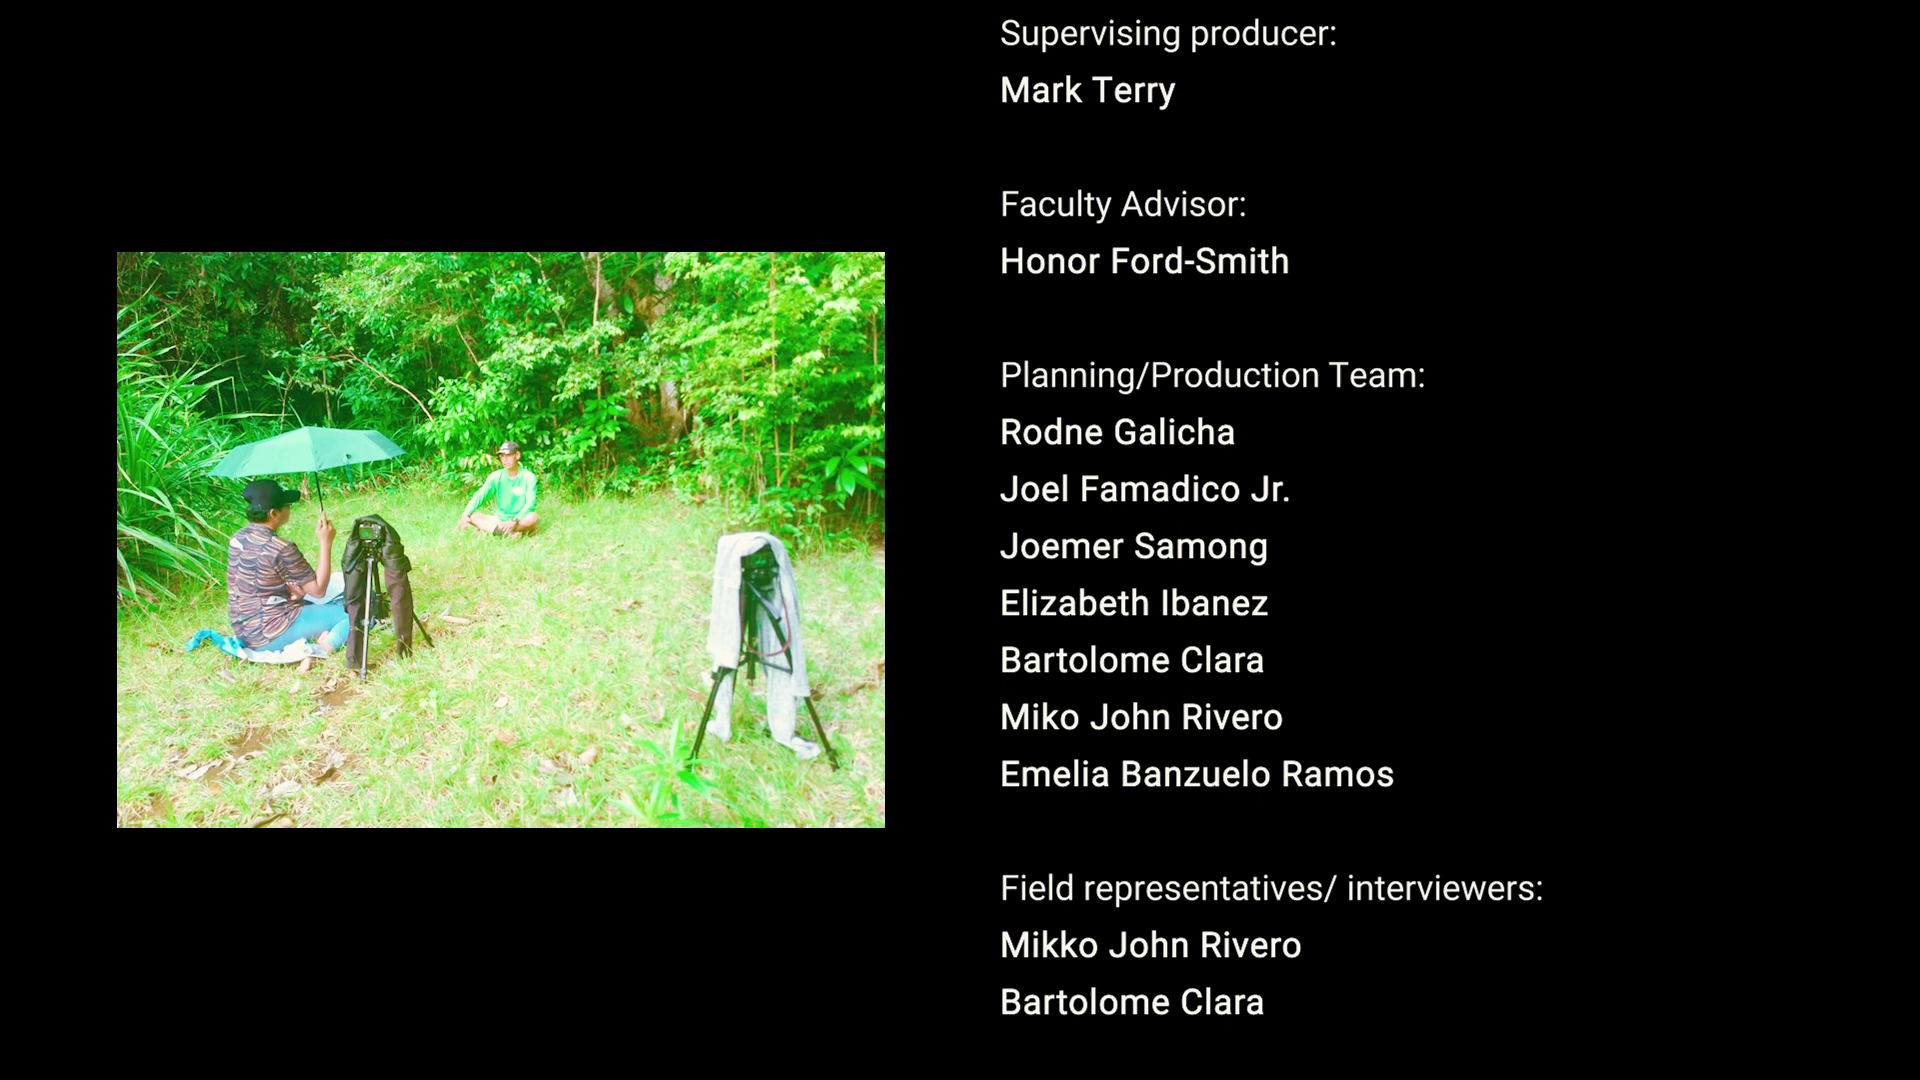 Supervising producer:
Mark Terry
Faculty Advisor:
Honor Ford-Smith
Planning/Production Team:
Rodne Galicha
Joel Famadico Jr.
Joemer Samong
Elizabeth Ibanez
Bartolome Clara
Miko John Rivero
Emelia Banzuelo Ramos
Field representatives/ interviewers:
Mikko John Rivero
Bartolome Clara